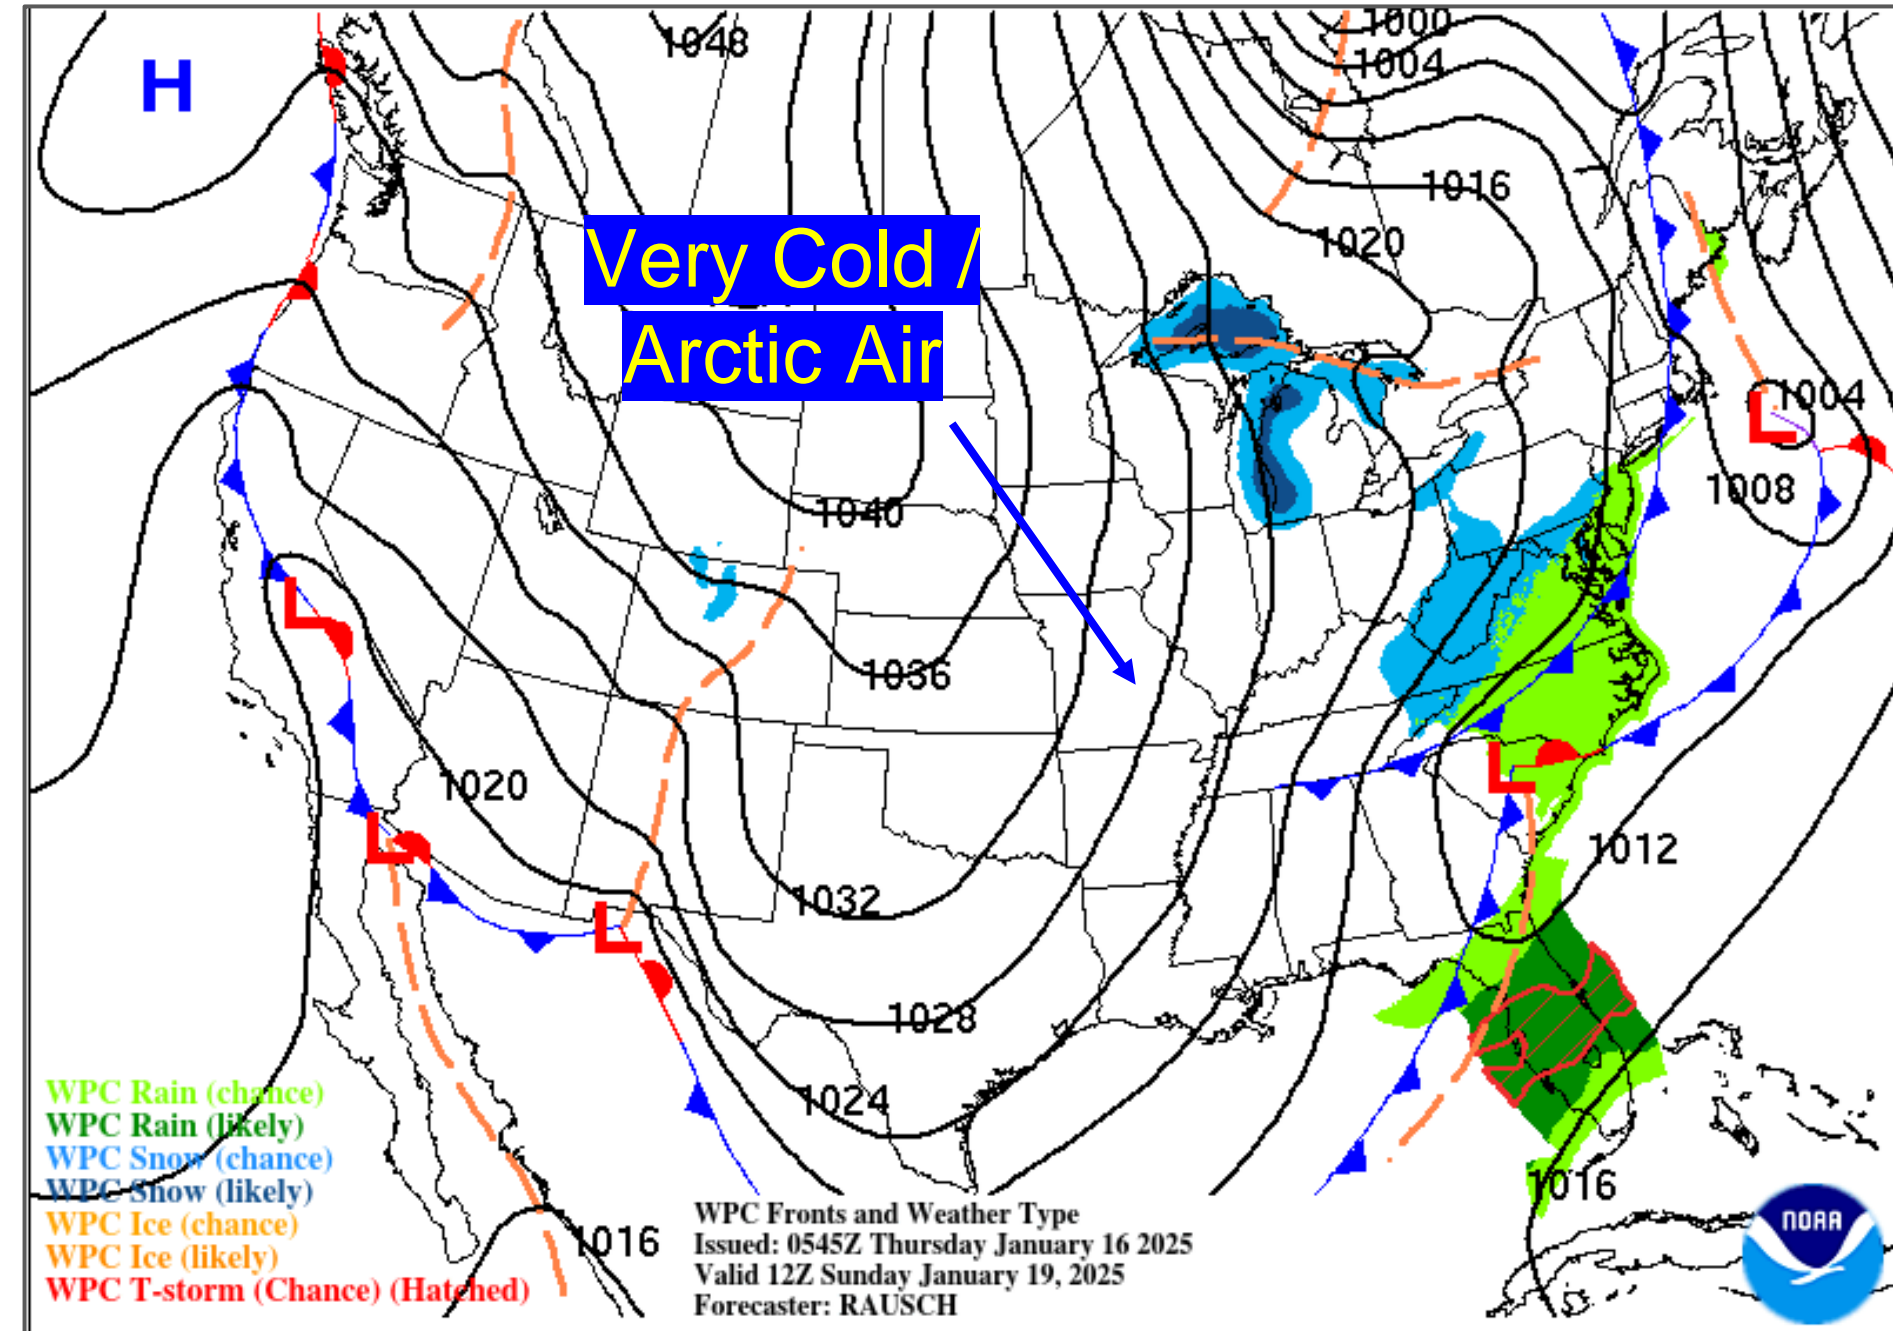 1048
1000
1004
H
1016
1020
Very Cold /
Arctic Air
1004
L
1008
1040
L
1036
L
1020
1012
L
1032
L
1028
WPC Rain (chance)
1024
WPC Rain (likely)
WPC Snow (chance)
WPC Snow (likely)
1016
WPC Ice (chance)
WPC Ice (likely)
WPC T-storm (Chance) (Hatched)
1016
WPC Fronts and Weather Type
Issued: 0545Z Thursday January 16 2025
Valid 12Z Sunday January 19, 2025
Forecaster: RAUSCH
NOAA